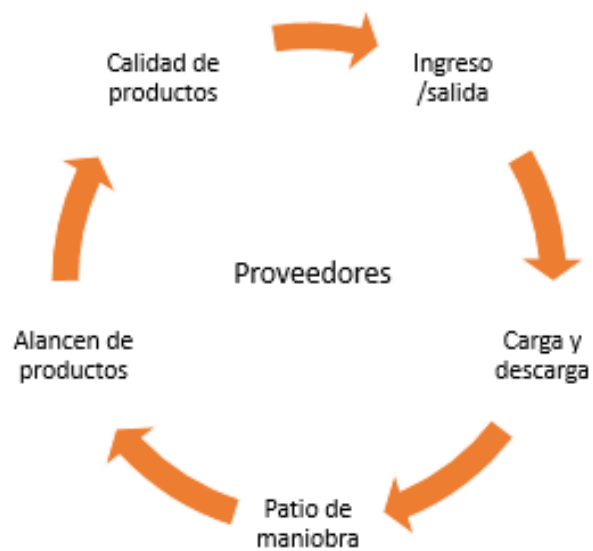 Calidad de
productos
Ingreso
/salida
Proveedores
Alancen de
productos
Carga y
descarga
Patio de
maniobra